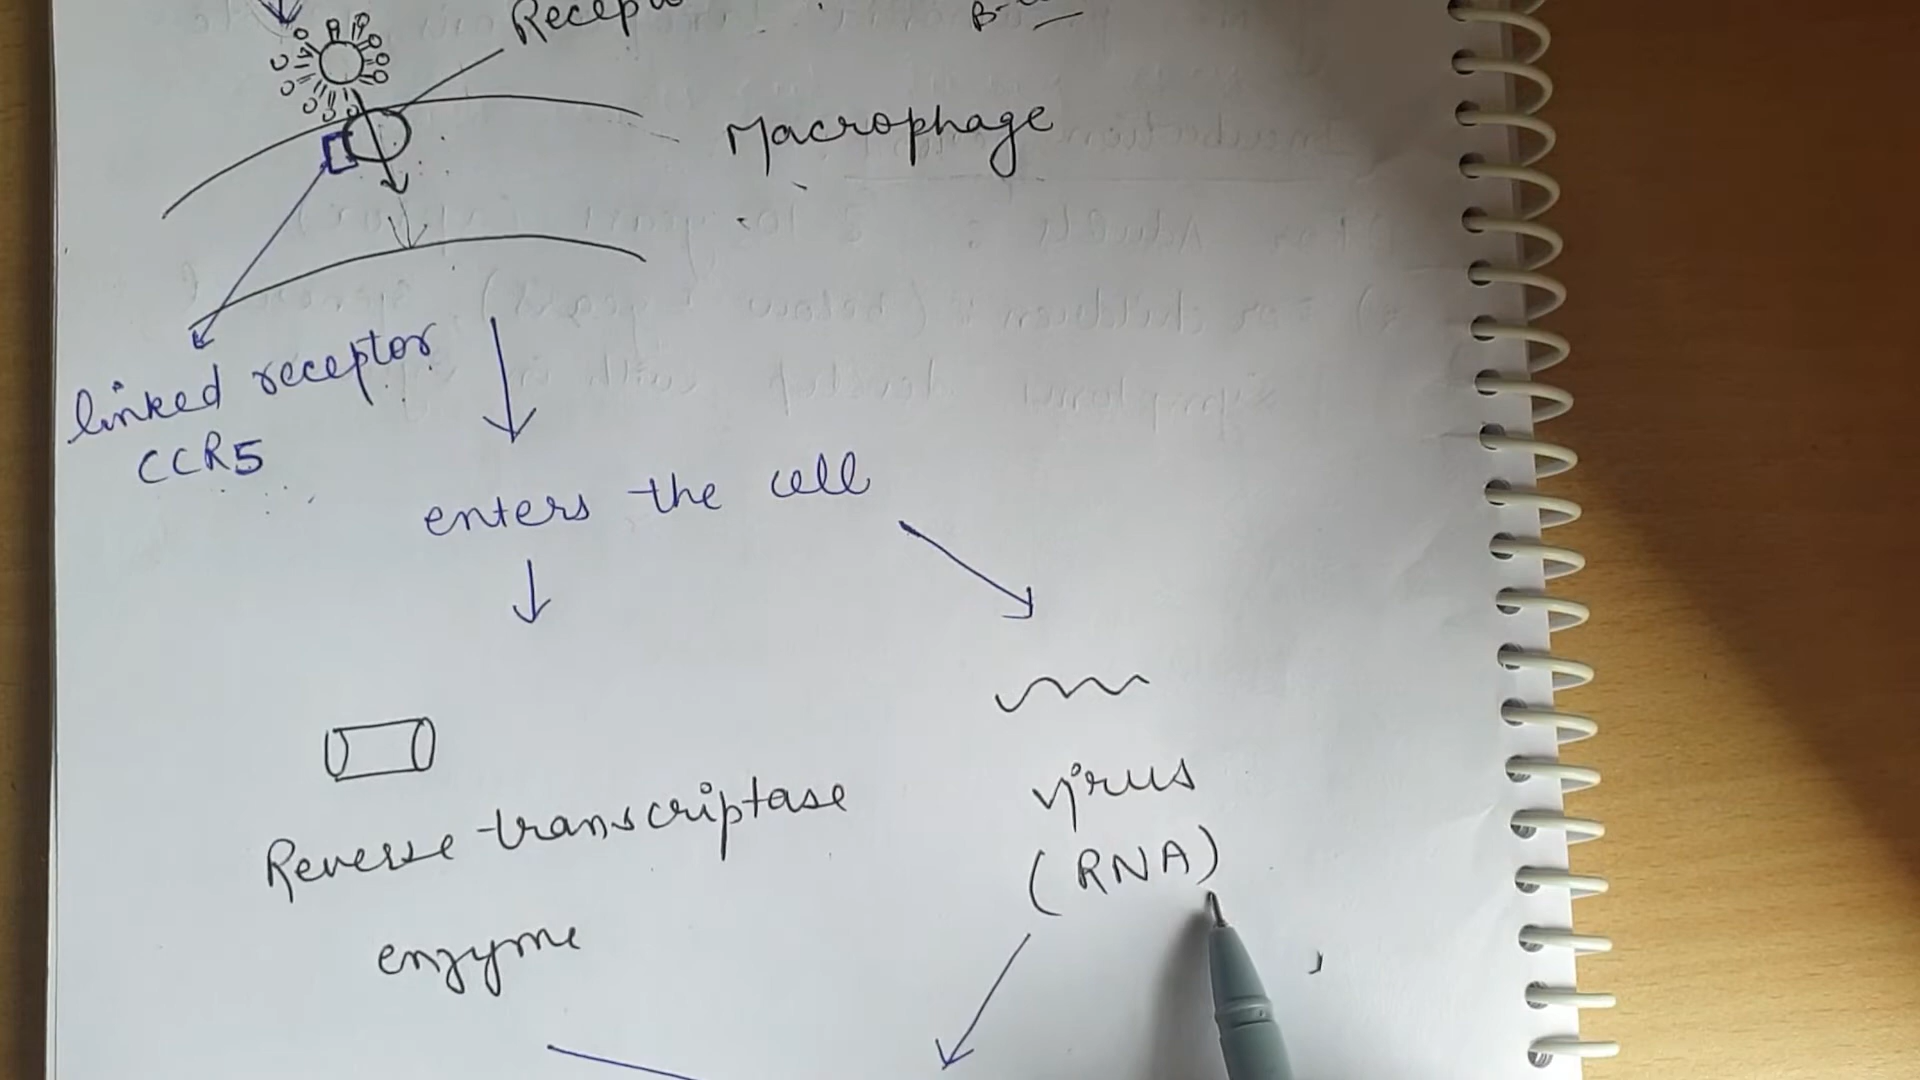 Macrophage
linked receptor
CCR5
enters the cell
Reverse transcriptase
enzyme
virus
(RNA)